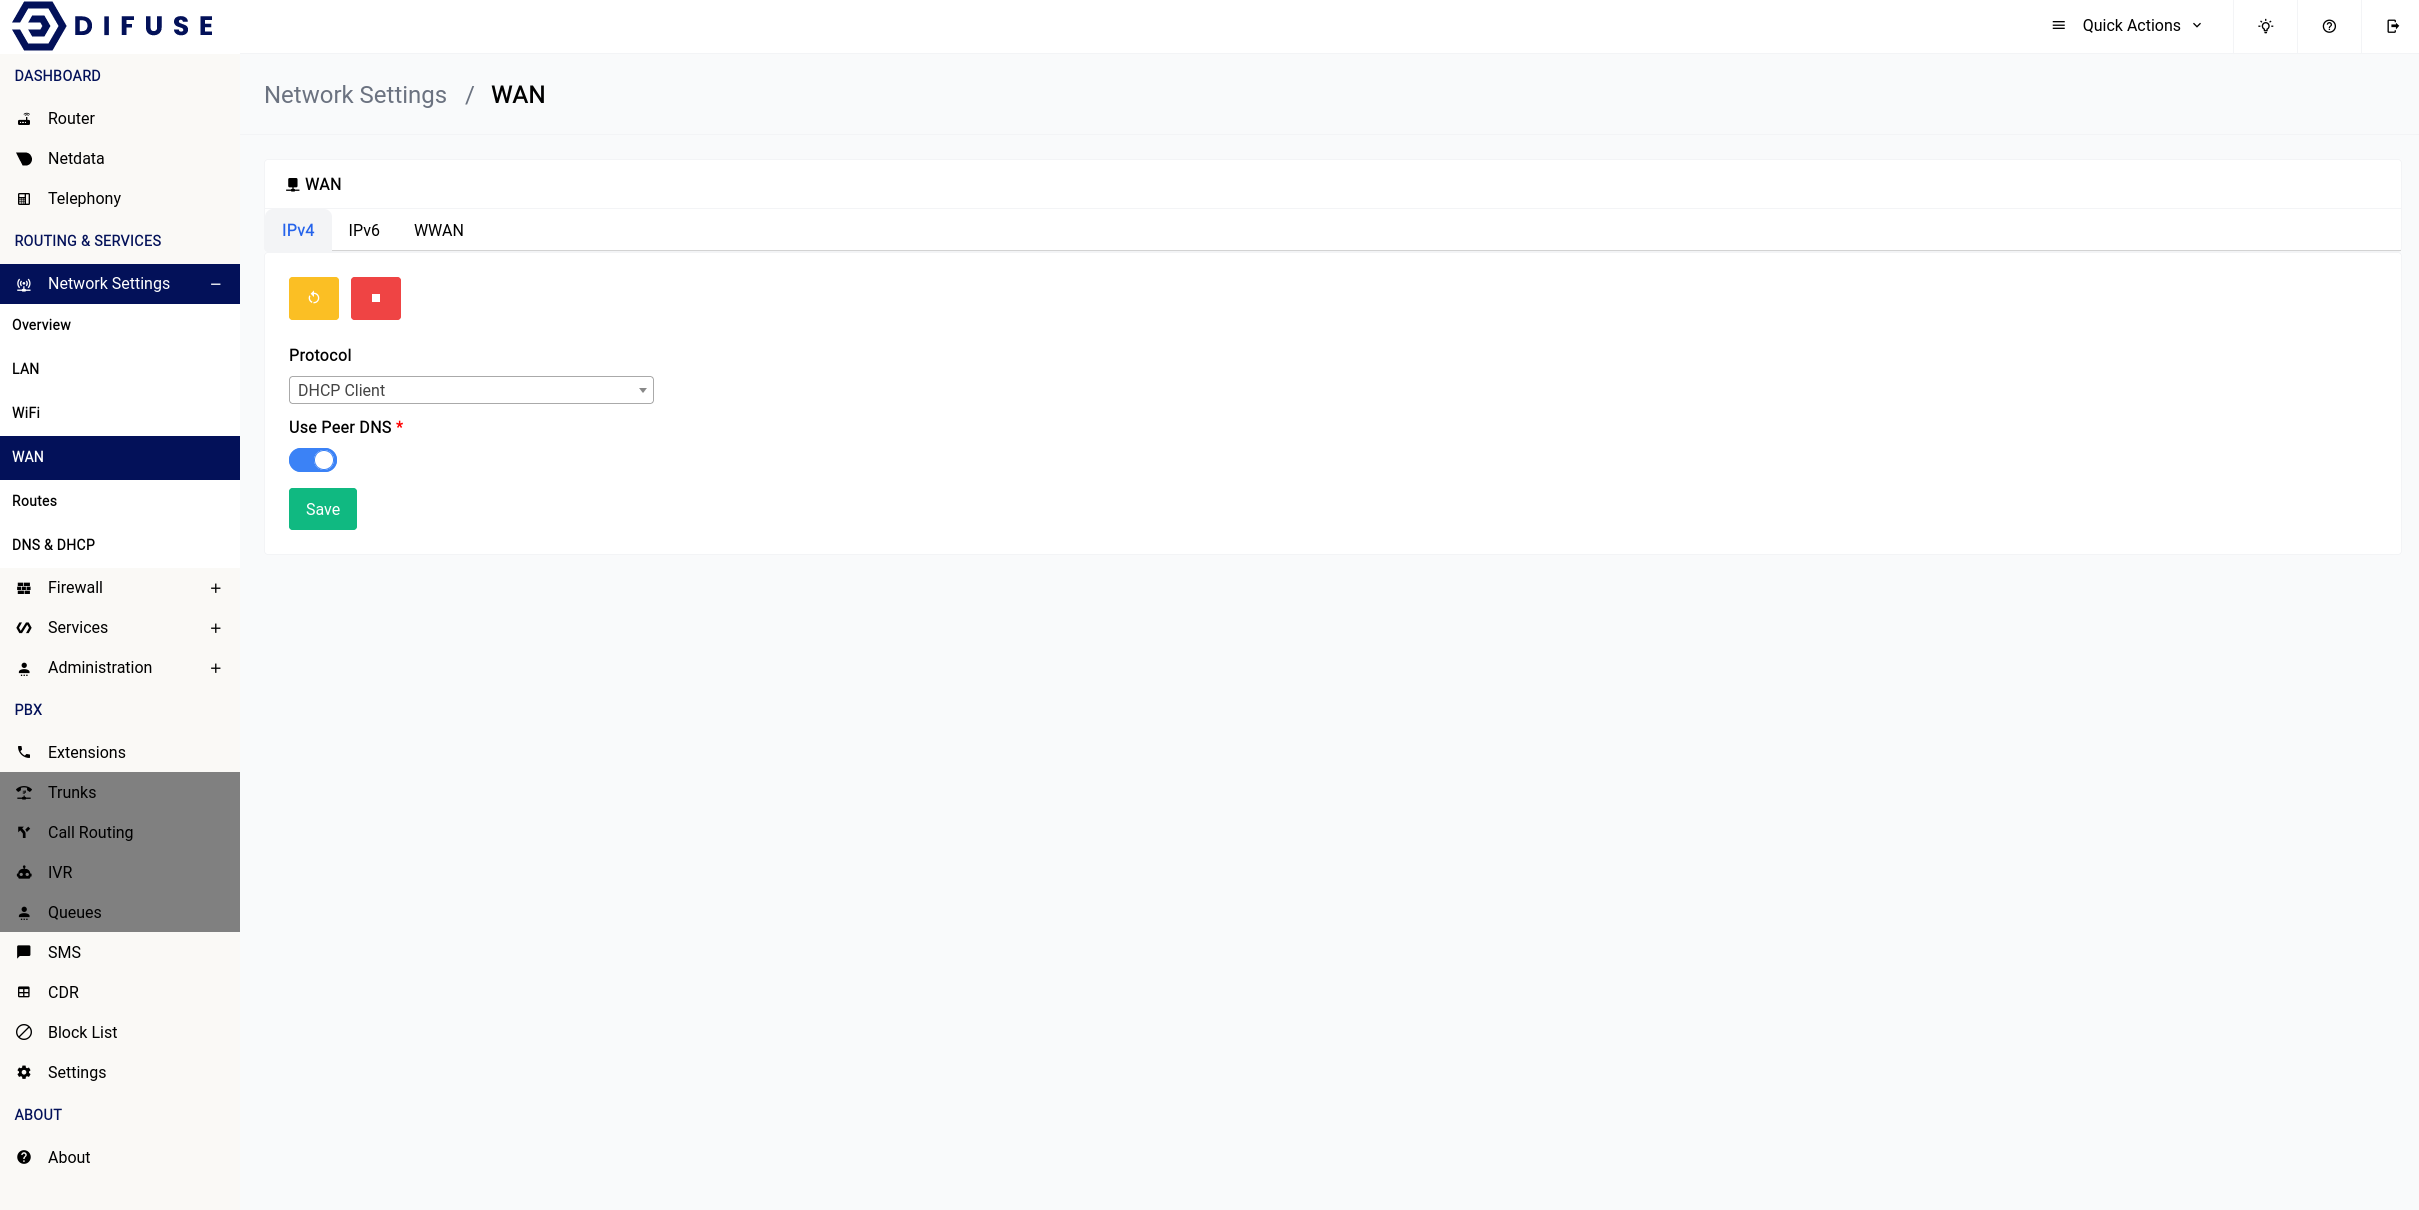 DIFUSE
Quick Actions
DASHBOARD
Router
Netdata
Telephony
ROUTING & SERVICES
Network Settings
Overview
LAN
WiFi
WAN
Routes
DNS & DHCP
Firewall
Services
Administration
PBX
Extensions
Trunks
Call Routing
IVR
Queues
SMS
CDR
Block List
Settings
ABOUT
About
Network Settings / WAN
WAN
IPv4 IPv6 WWAN
Protocol
DHCP Client
Use Peer DNS *
Save